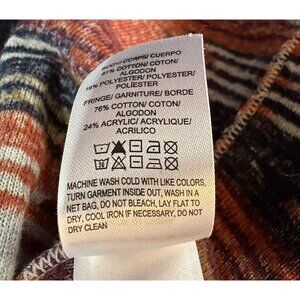 BODY/ CORPS/ CUERPO
81% COTTON/ COTON/
ALGODON
19% POLYESTER/ POLYESTER/
POLIÉSTER
FRINGE/ GARNITURE/ BORDE
76% COTTON/ COTON/
ALGODON
24% ACRYLIC/ ACRYLIQUE/
ACRILICO
MACHINE WASH COLD WITH LIKE COLORS,
TURN GARMENT INSIDE OUT, WASH IN A
NET BAG, DO NOT BLEACH, LAY FLAT TO
DRY, COOL IRON IF NECESSARY, DO NOT
DRY CLEAN